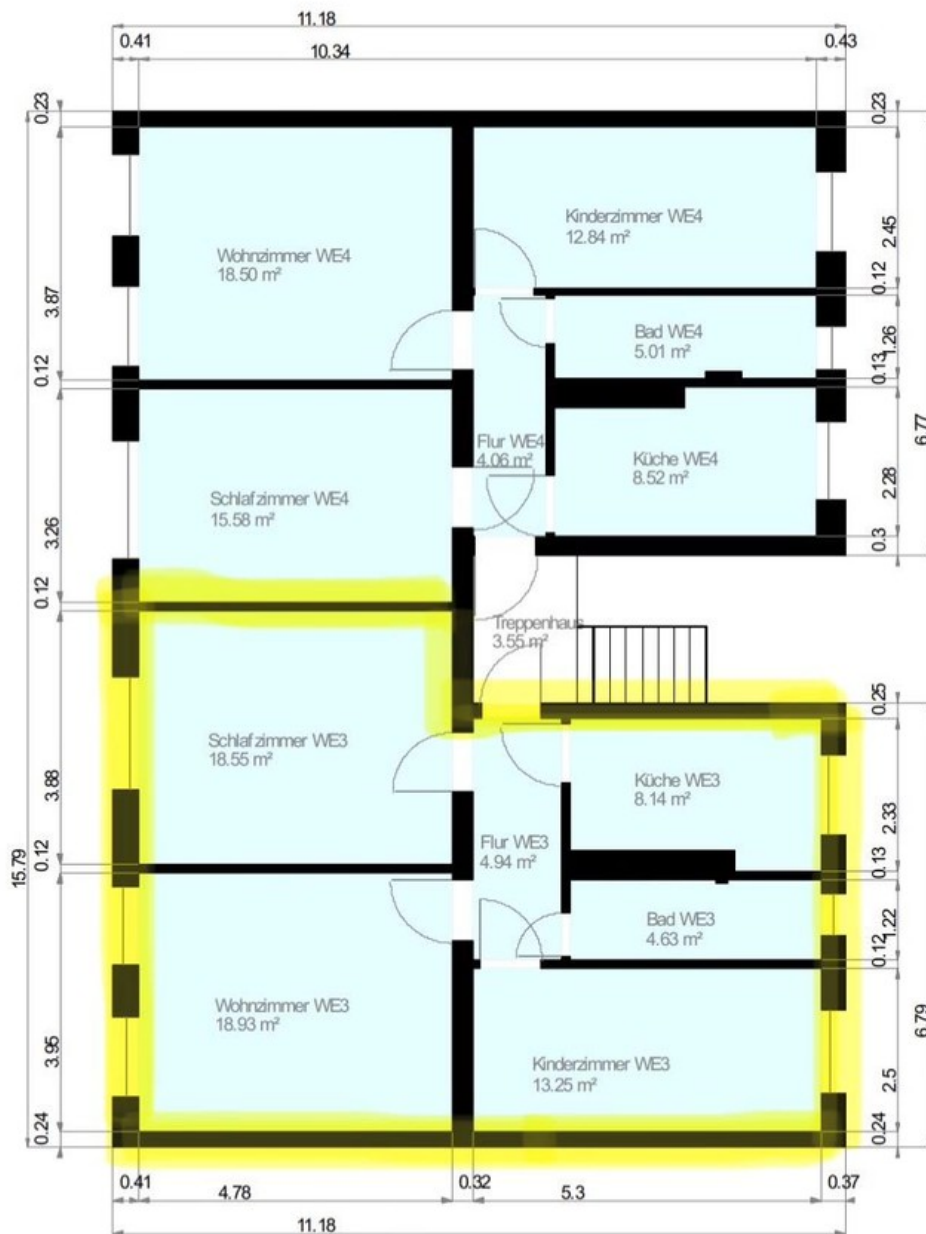 11.18
0.41
10.34
0.43
0.23
0.23
Kinderzimmer WE4
12.84 m²
2.45
Wohnzimmer WE4
18.50 m²
3.87
0.12
Bad WE4
5.01 m²
1.26
0.12
0.13
Flur WE4
4.06 m²
Küche WE4
8.52 m²
6.77
2.28
Schlafzimmer WE4
15.58 m²
3.26
0.3
0.12
Treppenhaus
3.55 m²
0.25
Schlafzimmer WE3
18.55 m²
3.88
Küche WE3
8.14 m²
2.33
15.79
0.12
Flur WE3
4.94 m²
0.13
Bad WE3
4.63 m²
1.22
0.12
Wohnzimmer WE3
18.93 m²
3.95
6.79
Kinderzimmer WE3
13.25 m²
2.5
0.24
0.24
0.41
4.78
0.32
5.3
0.37
11.18